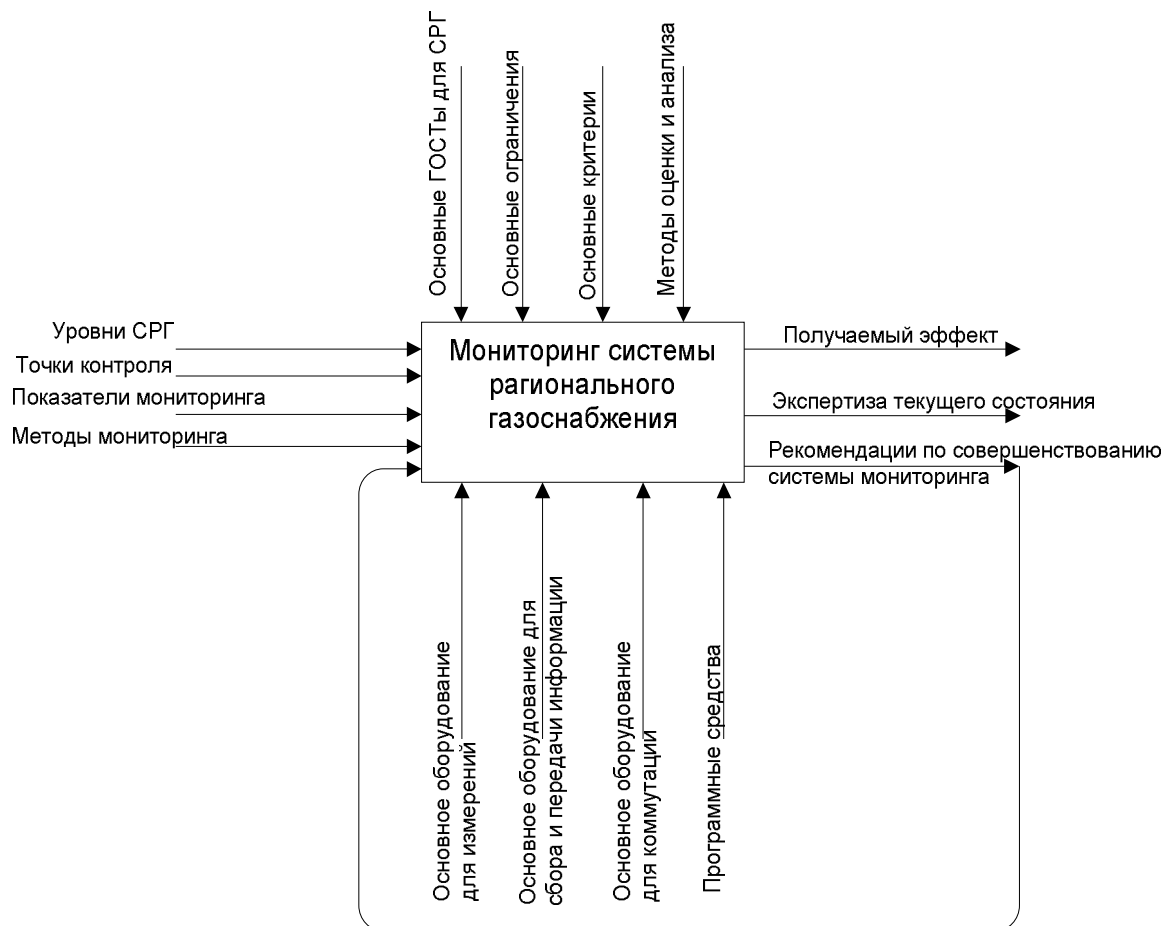 Основные ГОСТы для СРГ
Основные ограничения
Основные критерии
Методы оценки и анализа
Уровни СРГ
Точки контроля
Показатели мониторинга
Методы мониторинга
Мониторинг системы
рагионального
газоснабжения
Получаемый эффект
Экспертиза текущего состояния
Рекомендации по совершенствованию
системы мониторинга
Основное оборудование
для измерений
Основное оборудование для
сбора и передачи информации
Основное оборудование
для коммутации
Программные средства